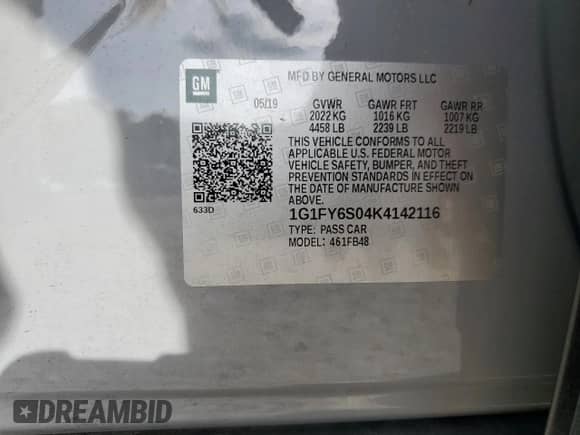 GM
MFD BY GENERAL MOTORS LLC
05/19 GVWR GAWR FRT GAWR RR
2022 KG 1016 KG 1007 KG
4458 LB 2239 LB 2219 LB
THIS VEHICLE CONFORMS TO ALL
APPLICABLE U.S. FEDERAL MOTOR
VEHICLE SAFETY, BUMPER, AND THEFT
PREVENTION STANDARDS IN EFFECT ON
THE DATE OF MANUFACTURE SHOWN
ABOVE.
633D
1G1FY6S04K4142116
TYPE: PASS CAR
MODEL: 461FB48
DREAMBID